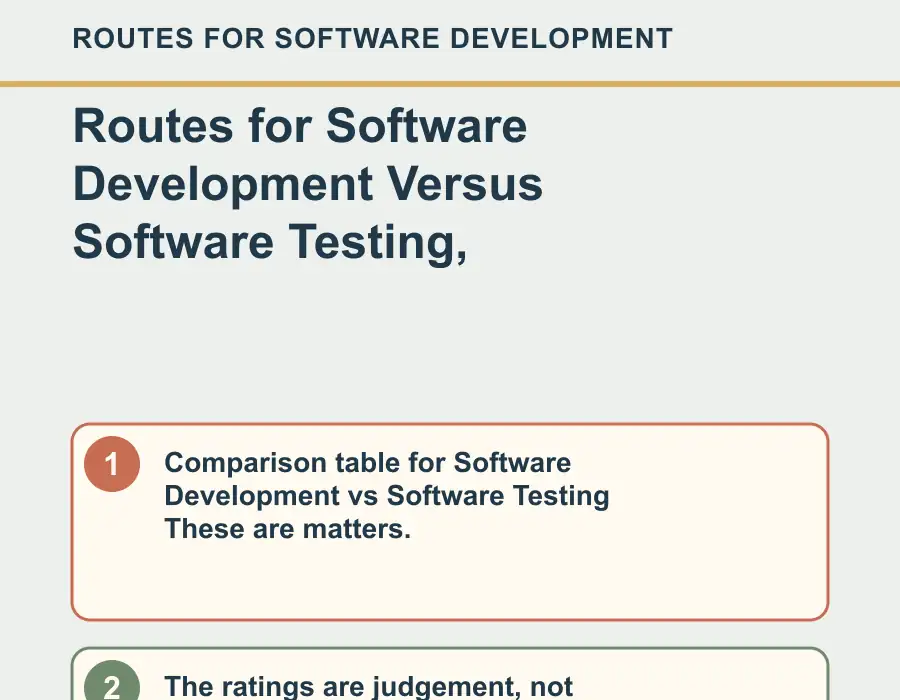 ROUTES FOR SOFTWARE DEVELOPMENT
Routes for Software
Development Versus
Software Testing,
1
Comparison table for Software
Development vs Software Testing
These are matters.
2
The ratings are judgement, not